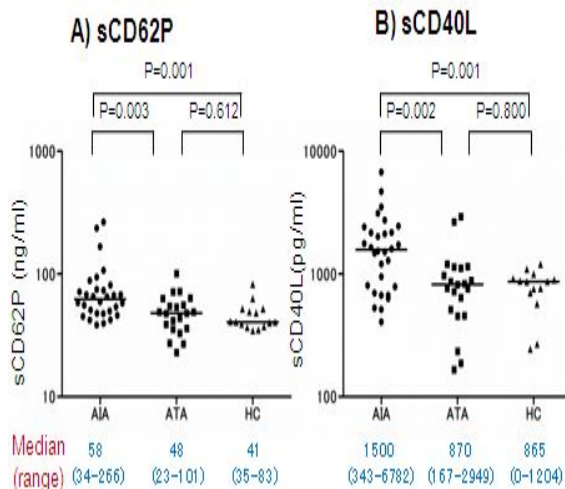 A) sCD62P
B) sCD40L
P=0.001
P=0.003
P=0.612
P=0.001
P=0.002
P=0.800
sCD62P (ng/ml)
1000
100
10
AIA
ATA
HC
sCD40L(pg/ml)
10000
1000
100
AIA
ATA
HC
Median 58 48 41 1500 870 865
(range) (34-266) (23-101) (35-83) (343-6782) (167-2949) (0-1204)